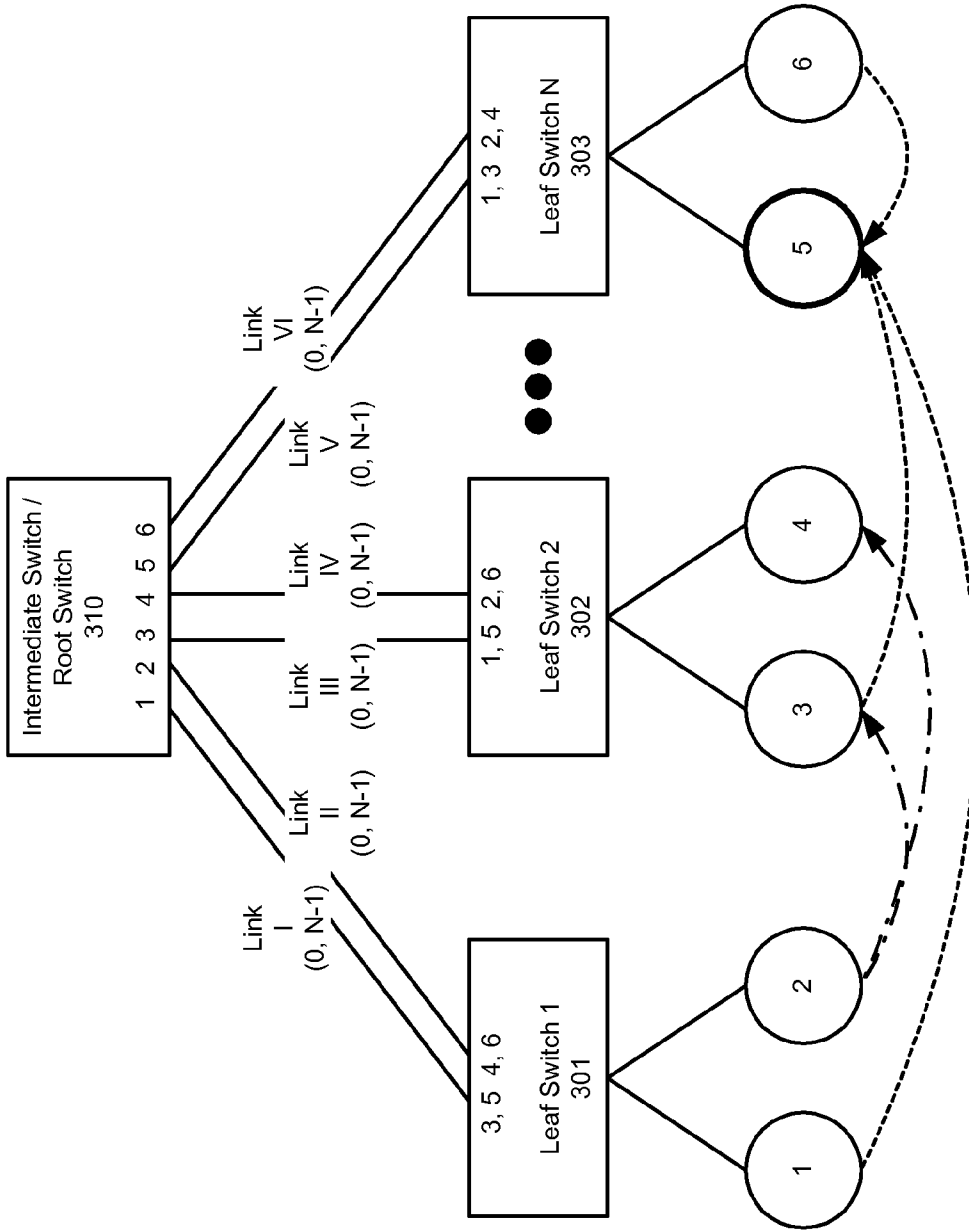 Intermediate Switch /
Root Switch
310
1 2 3 4 5 6
Link
I
(0, N-1)
Link
II
(0, N-1)
Link
III
(0, N-1)
Link
IV
(0, N-1)
Link
V
(0, N-1)
Link
VI
(0, N-1)
3, 5 4, 6
Leaf Switch 1
301
1, 5 2, 6
Leaf Switch 2
302
1, 3 2, 4
Leaf Switch N
303
1
2
3
4
5
6